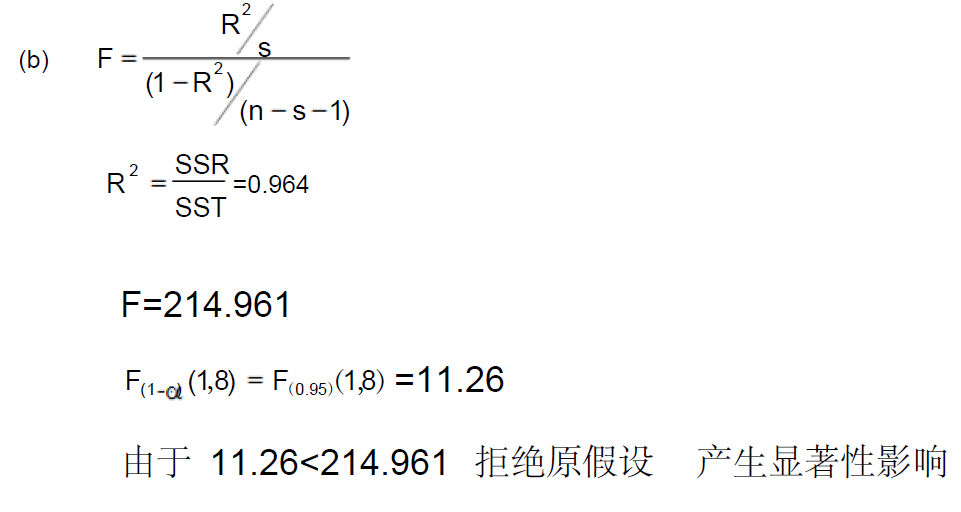 (b) F = R²/s / (1－R²)/(n－s－1)
R² = SSR/SST =0.964
F=214.961
F(1-α)(1,8) = F(0.95)(1,8) =11.26
由于 11.26<214.961 拒绝原假设 产生显著性影响